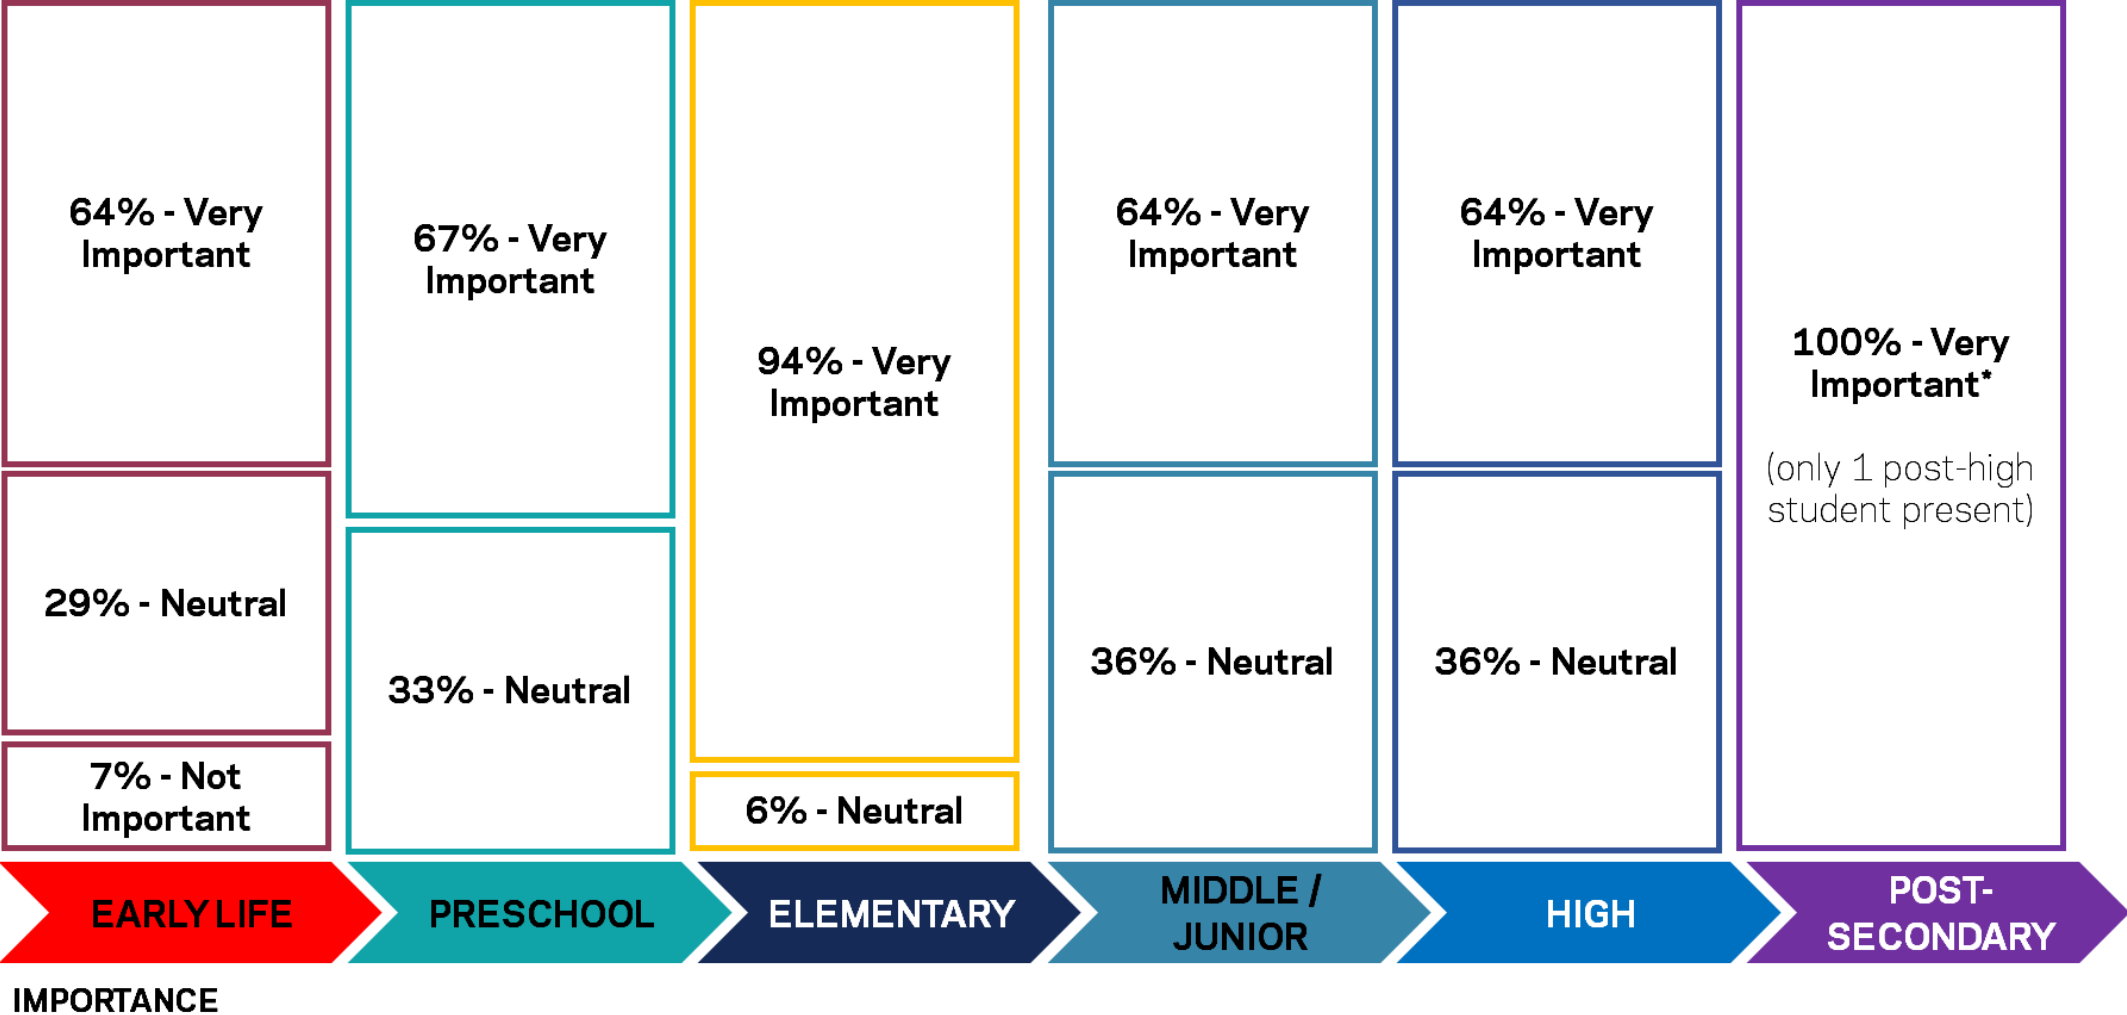 64% - Very
Important
29% - Neutral
7% - Not
Important
EARLY LIFE
67% - Very
Important
33% - Neutral
PRESCHOOL
94% - Very
Important
6% - Neutral
ELEMENTARY
64% - Very
Important
36% - Neutral
MIDDLE /
JUNIOR
64% - Very
Important
36% - Neutral
HIGH
100% - Very
Important*
(only 1 post-high
student present)
POST-
SECONDARY
IMPORTANCE